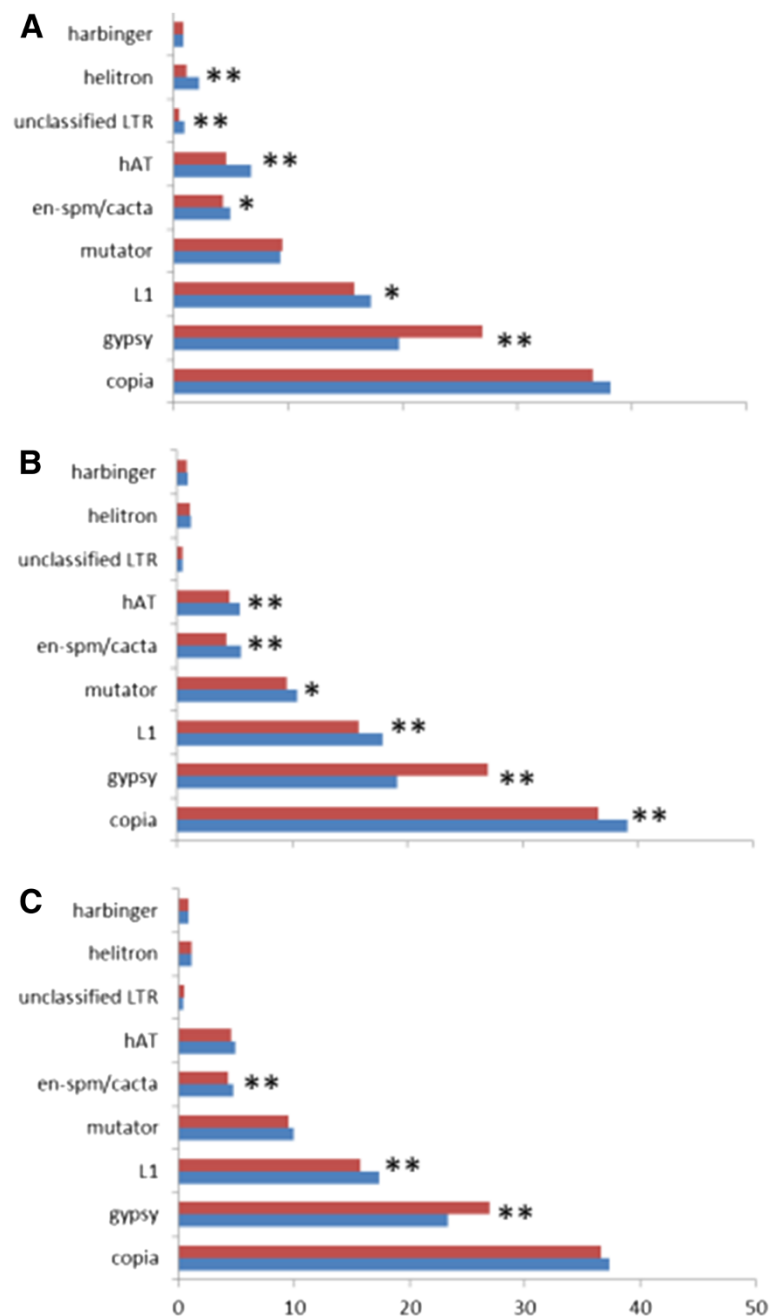 A
harbinger
helitron **
unclassified LTR **
hAT **
en-spm/cacta *
mutator
L1 *
gypsy **
copia
B
harbinger
helitron
unclassified LTR
hAT **
en-spm/cacta **
mutator *
L1 **
gypsy **
copia **
C
harbinger
helitron
unclassified LTR
hAT
en-spm/cacta **
mutator
L1 **
gypsy **
copia
0 10 20 30 40 50